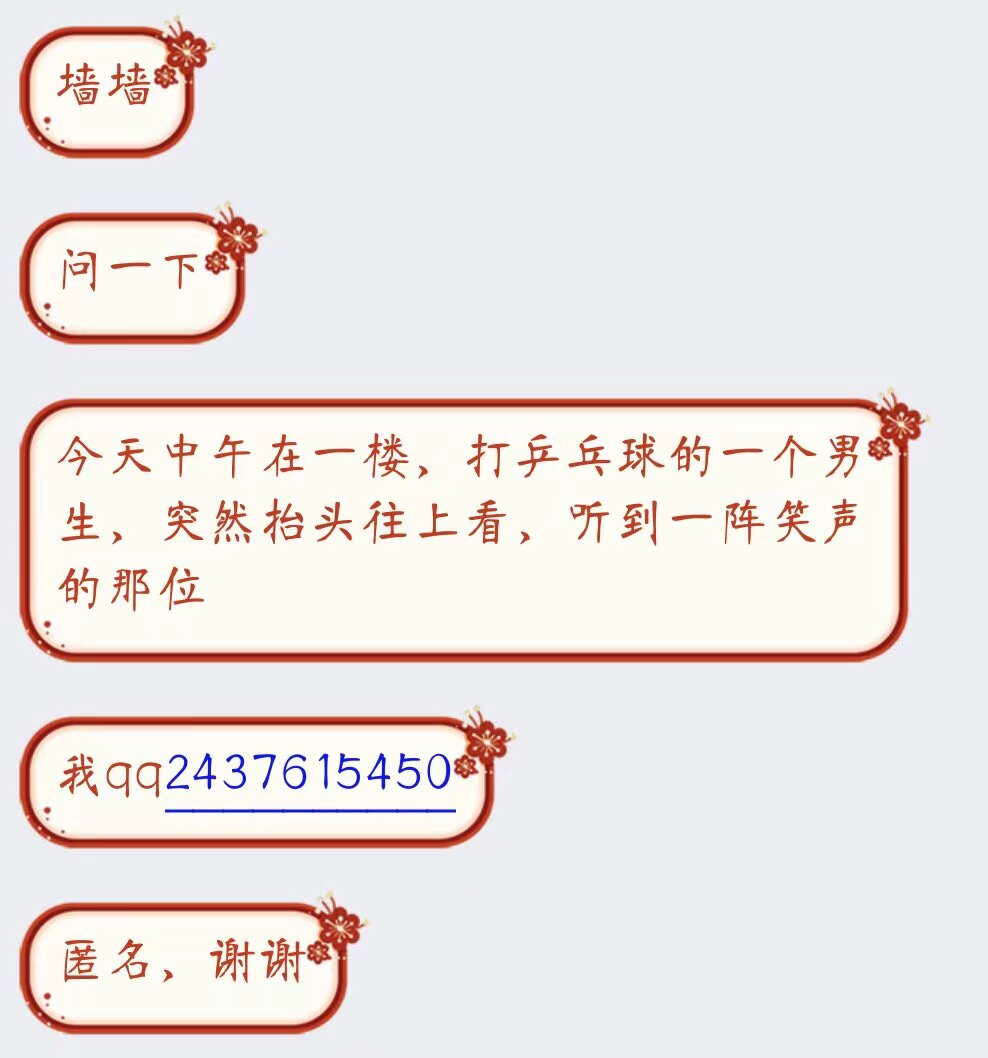 墙墙
问一下
今天中午在一楼，打乒乓球的一个男
生，突然抬头往上看，听到一阵笑声
的那位
我qq2437615450
匿名，谢谢